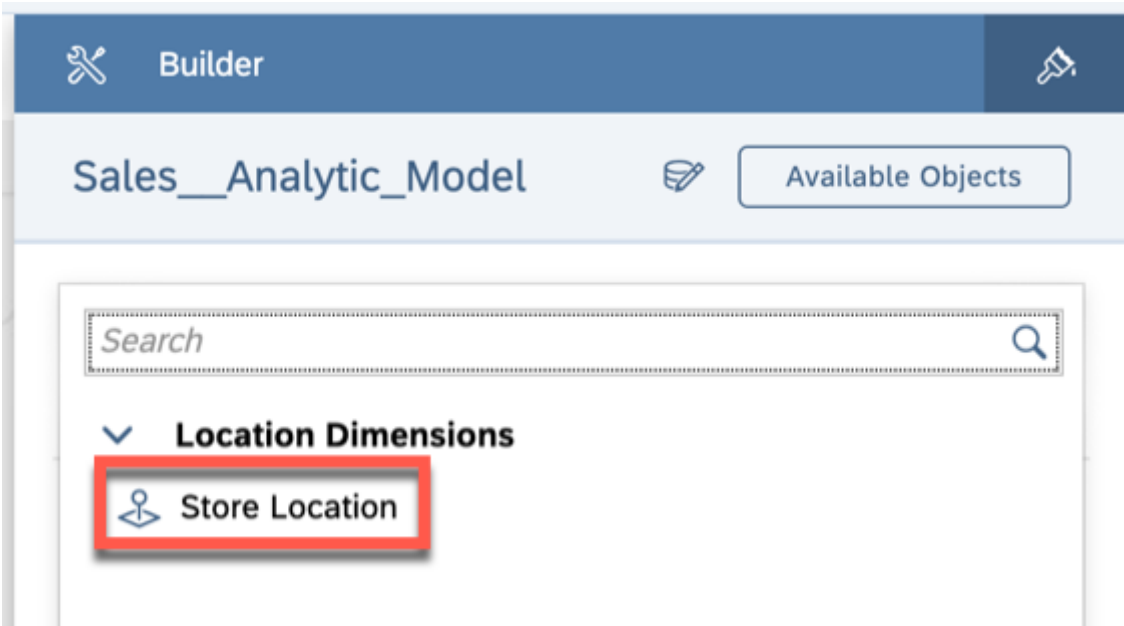 Builder
Sales__Analytic_Model
Available Objects
Search
Location Dimensions
Store Location